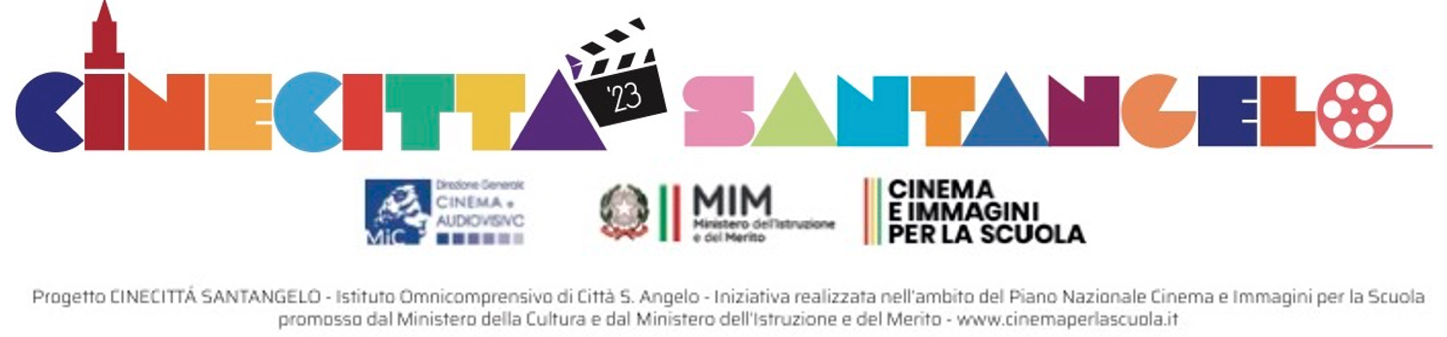 CINECITTÀ '23 SANTANGELO
MiC
Direzione Generale
CINEMA e
AUDIOVISIVO
MIM
Ministero dell'Istruzione
e del Merito
CINEMA
E IMMAGINI
PER LA SCUOLA
Progetto CINECITTÁ SANTANGELO - Istituto Omnicomprensivo di Città S. Angelo - Iniziativa realizzata nell'ambito del Piano Nazionale Cinema e Immagini per la Scuola
promosso dal Ministero della Cultura e dal Ministero dell'Istruzione e del Merito - www.cinemaperlascuola.it